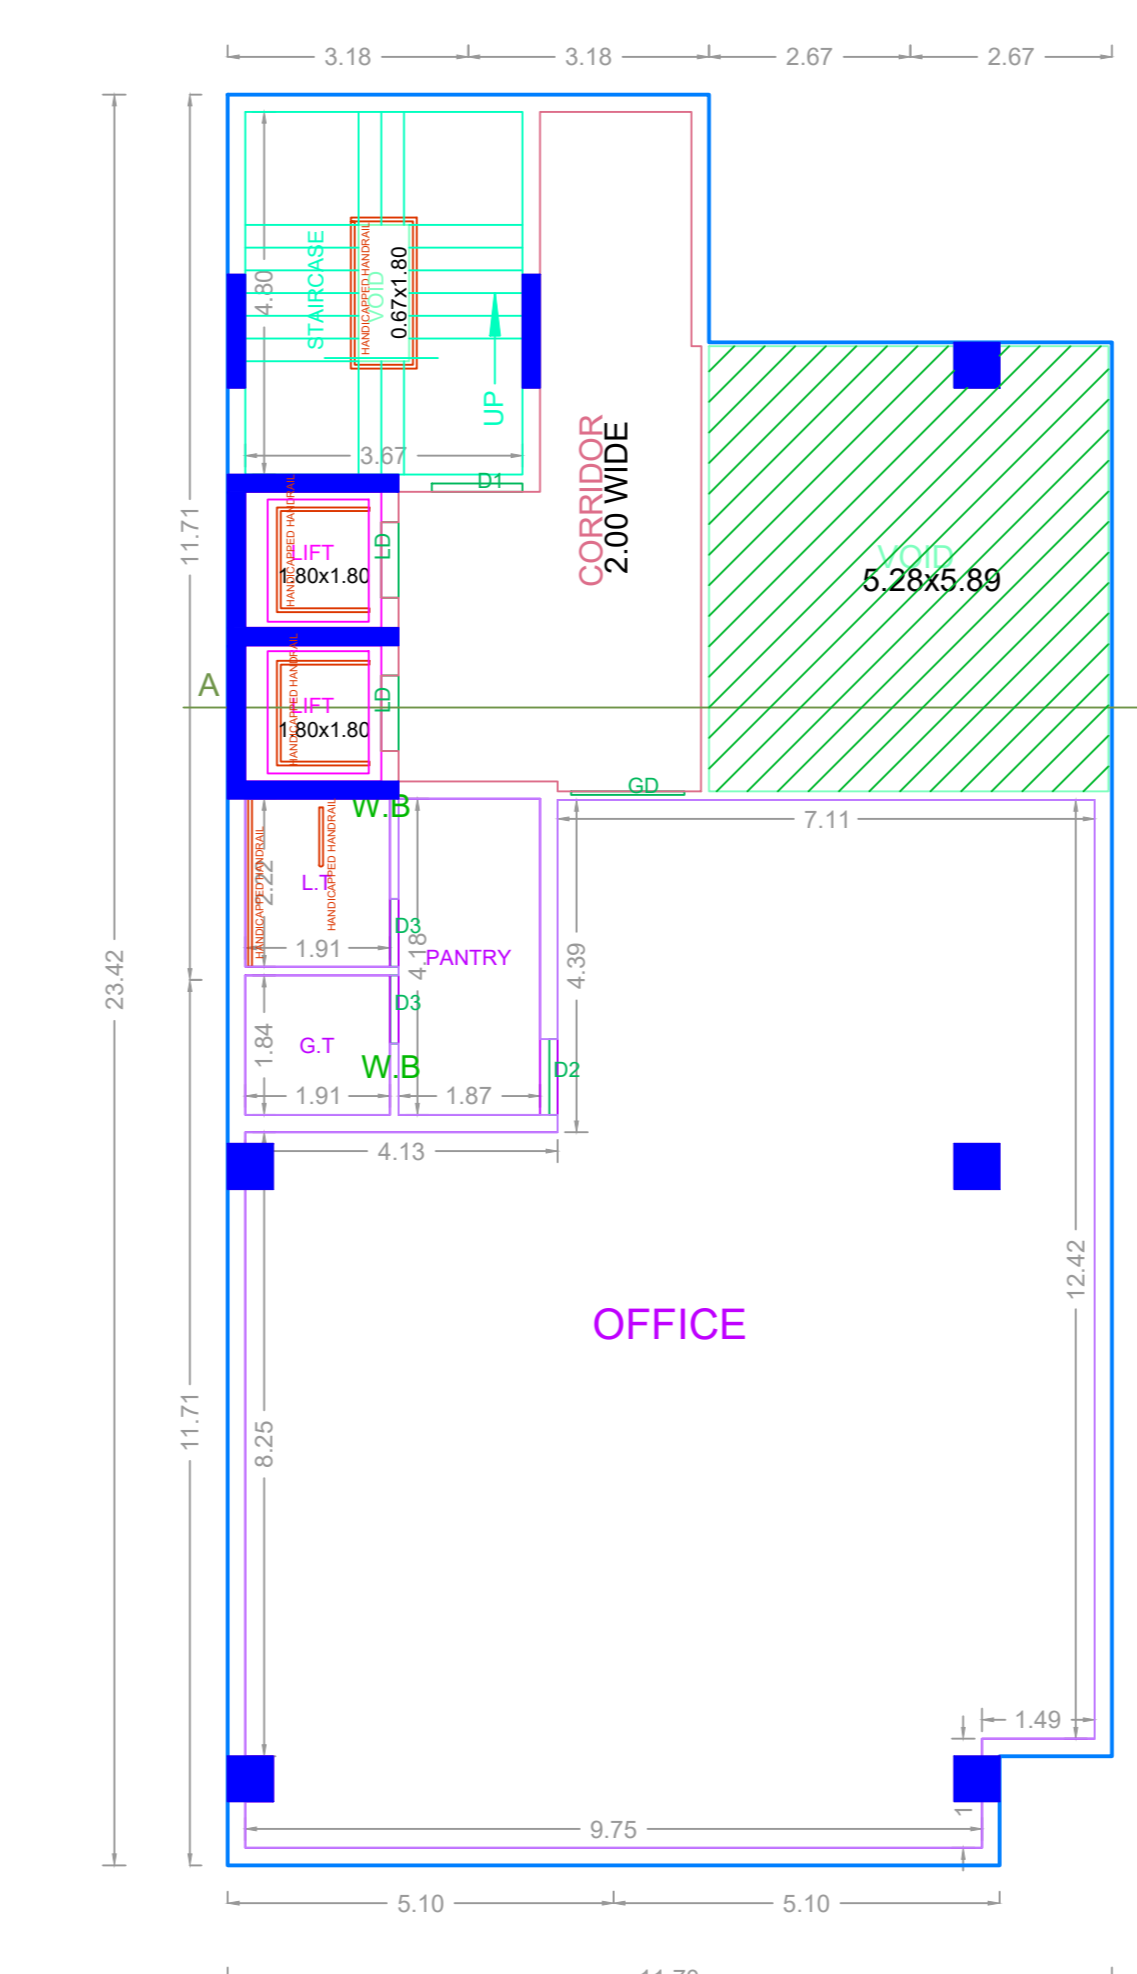 3.18
3.18
2.67
2.67
STAIRCASE
4.80
HANDICAPPED HANDRAIL
VOID
0.67x1.80
UP
3.67
D1
CORRIDOR
2.00 WIDE
11.71
HANDICAPPED HANDRAIL
LIFT
1.80x1.80
LD
VOID
5.28x5.89
A
HANDICAPPED HANDRAIL
LIFT
1.80x1.80
LD
GD
W.B
7.11
HANDICAPPED HANDRAIL
2.22
L.T
HANDICAPPED HANDRAIL
1.91
D3
4.18
PANTRY
4.39
23.42
D3
1.84
G.T
W.B
D2
1.91
1.87
4.13
12.42
OFFICE
11.71
8.25
1.49
1
9.75
5.10
5.10